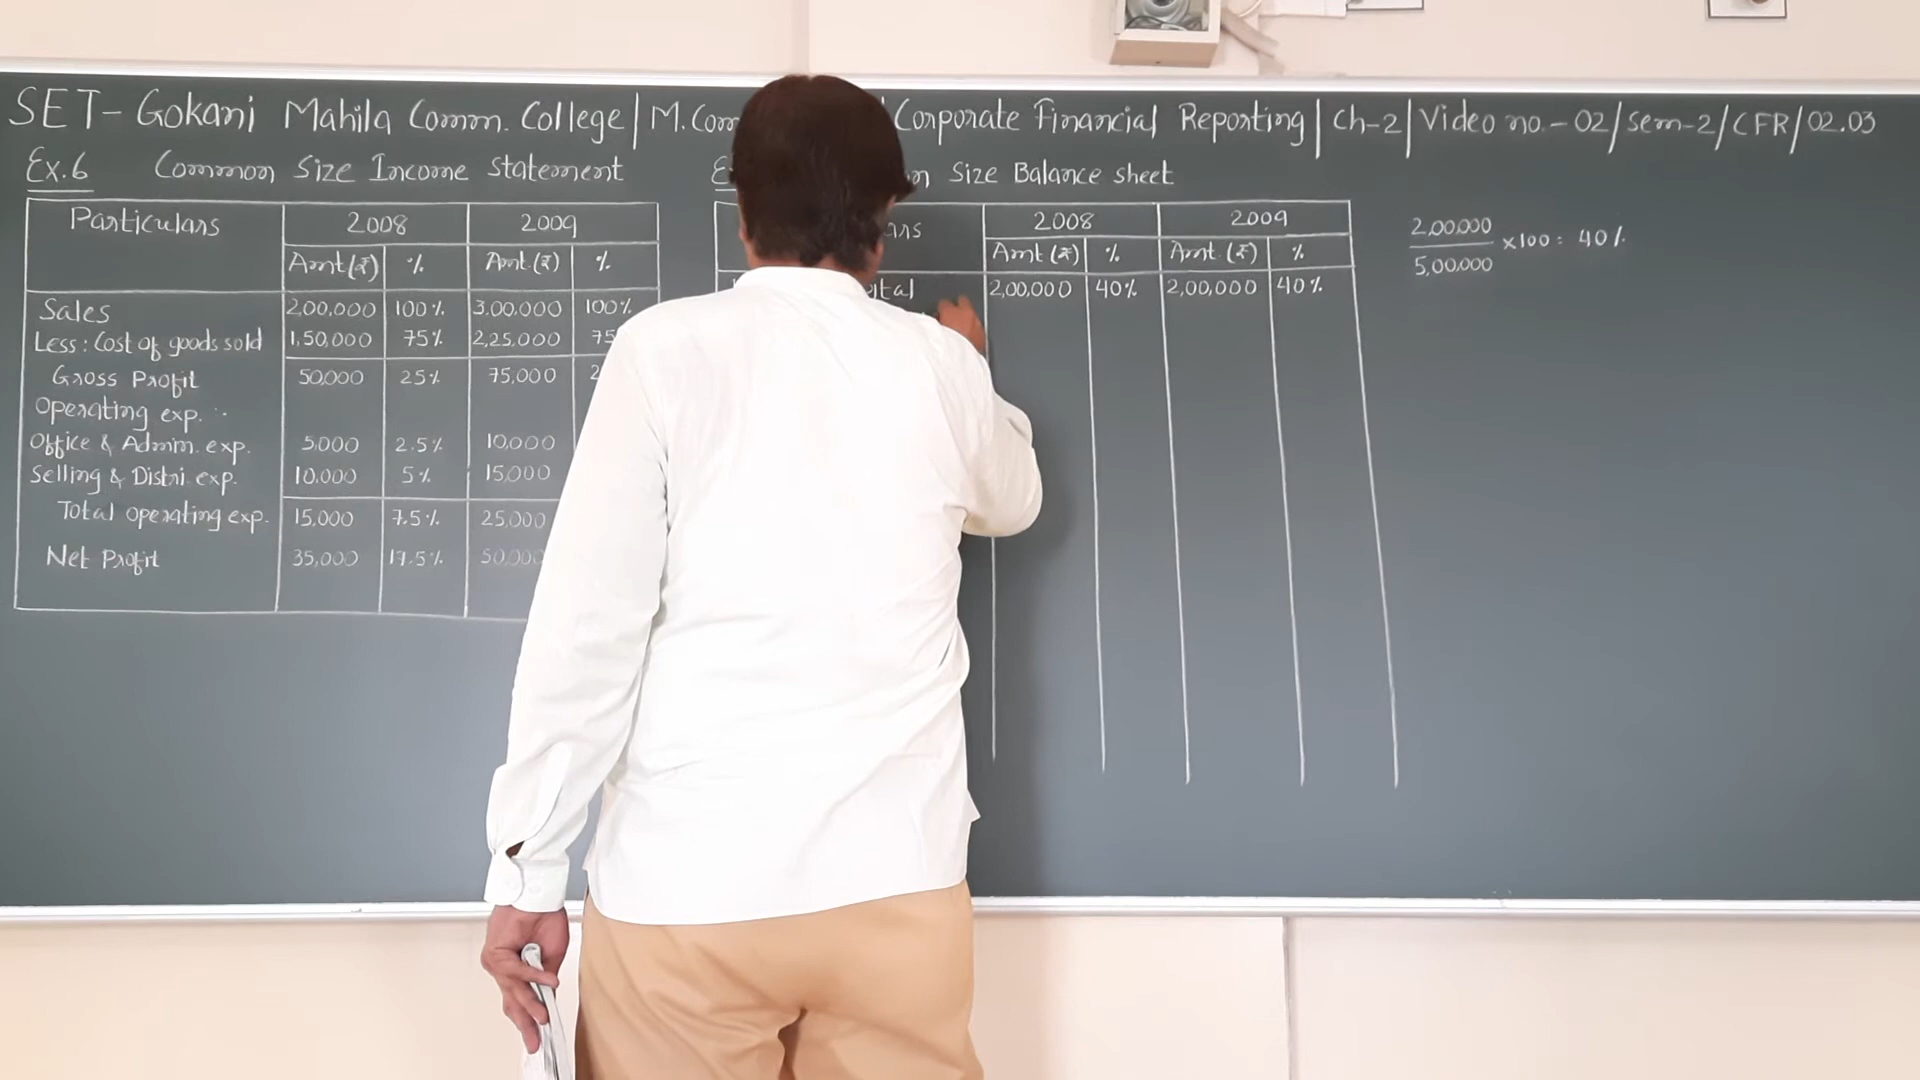 SET- Gokani Mahila Comm. College | M.Com Corporate Financial Reporting | Ch-2 | Video no.-02/sem-2/CFR/02.03
Ex.6 Common Size Income Statement
Particulars 2008 2009
Amt(₹) % Amt.(₹) %
Sales 2,00,000 100% 3,00,000 100%
Less: Cost of goods sold 1,50,000 75% 2,25,000 75
Gross Profit 50,000 25% 75,000 2
Operating exp. :-
Office & Admin. exp. 5,000 2.5% 10,000
Selling & Distri. exp. 10,000 5% 15,000
Total operating exp. 15,000 7.5% 25,000
Net Profit 35,000 17.5% 50,000
Size Balance sheet
2008 2009
Amt (₹) % Amt. (₹) %
2,00,000 40% 2,00,000 40%
2,00,000
5,00,000
×100 = 40%